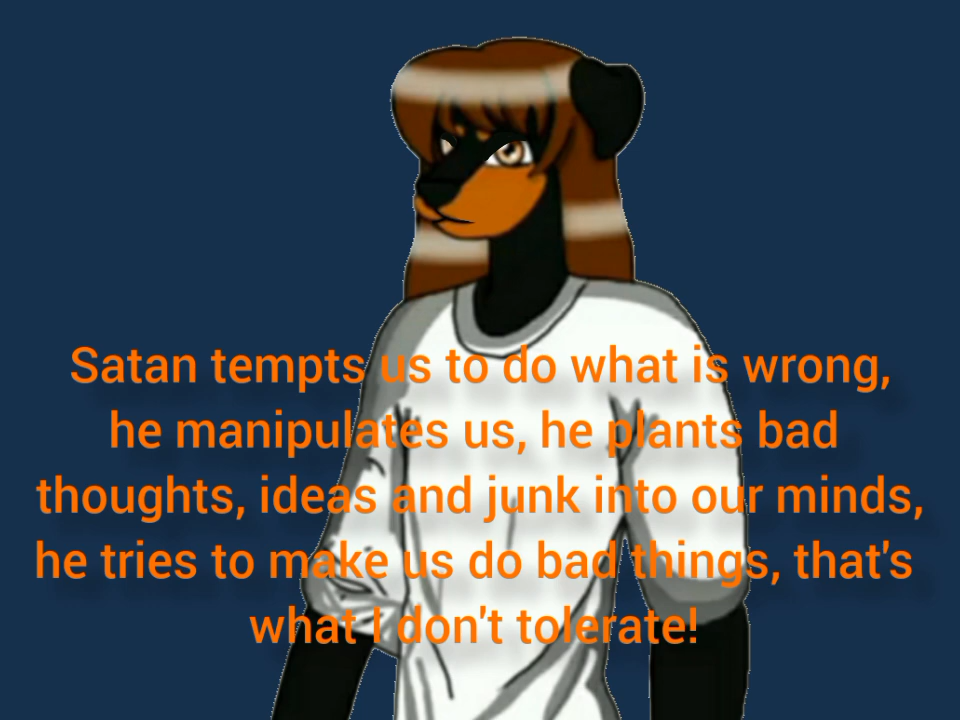 Satan tempts us to do what is wrong,
he manipulates us, he plants bad
thoughts, ideas and junk into our minds,
he tries to make us do bad things, that's
what I don't tolerate!